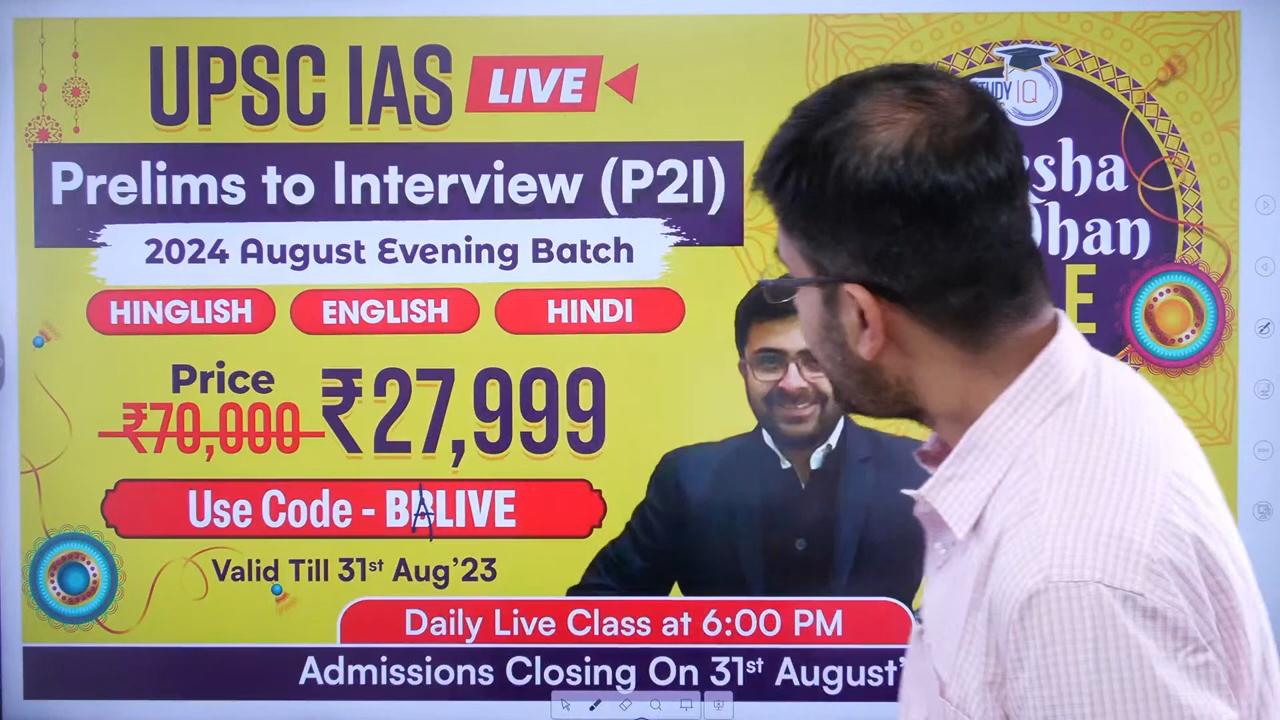 UPSC IAS LIVE
Prelims to Interview (P2I)
2024 August Evening Batch
HINGLISH ENGLISH HINDI
Price
₹70,000 ₹27,999
Use Code - BALIVE
Valid Till 31st Aug'23
Daily Live Class at 6:00 PM
Admissions Closing On 31st August'
IQ